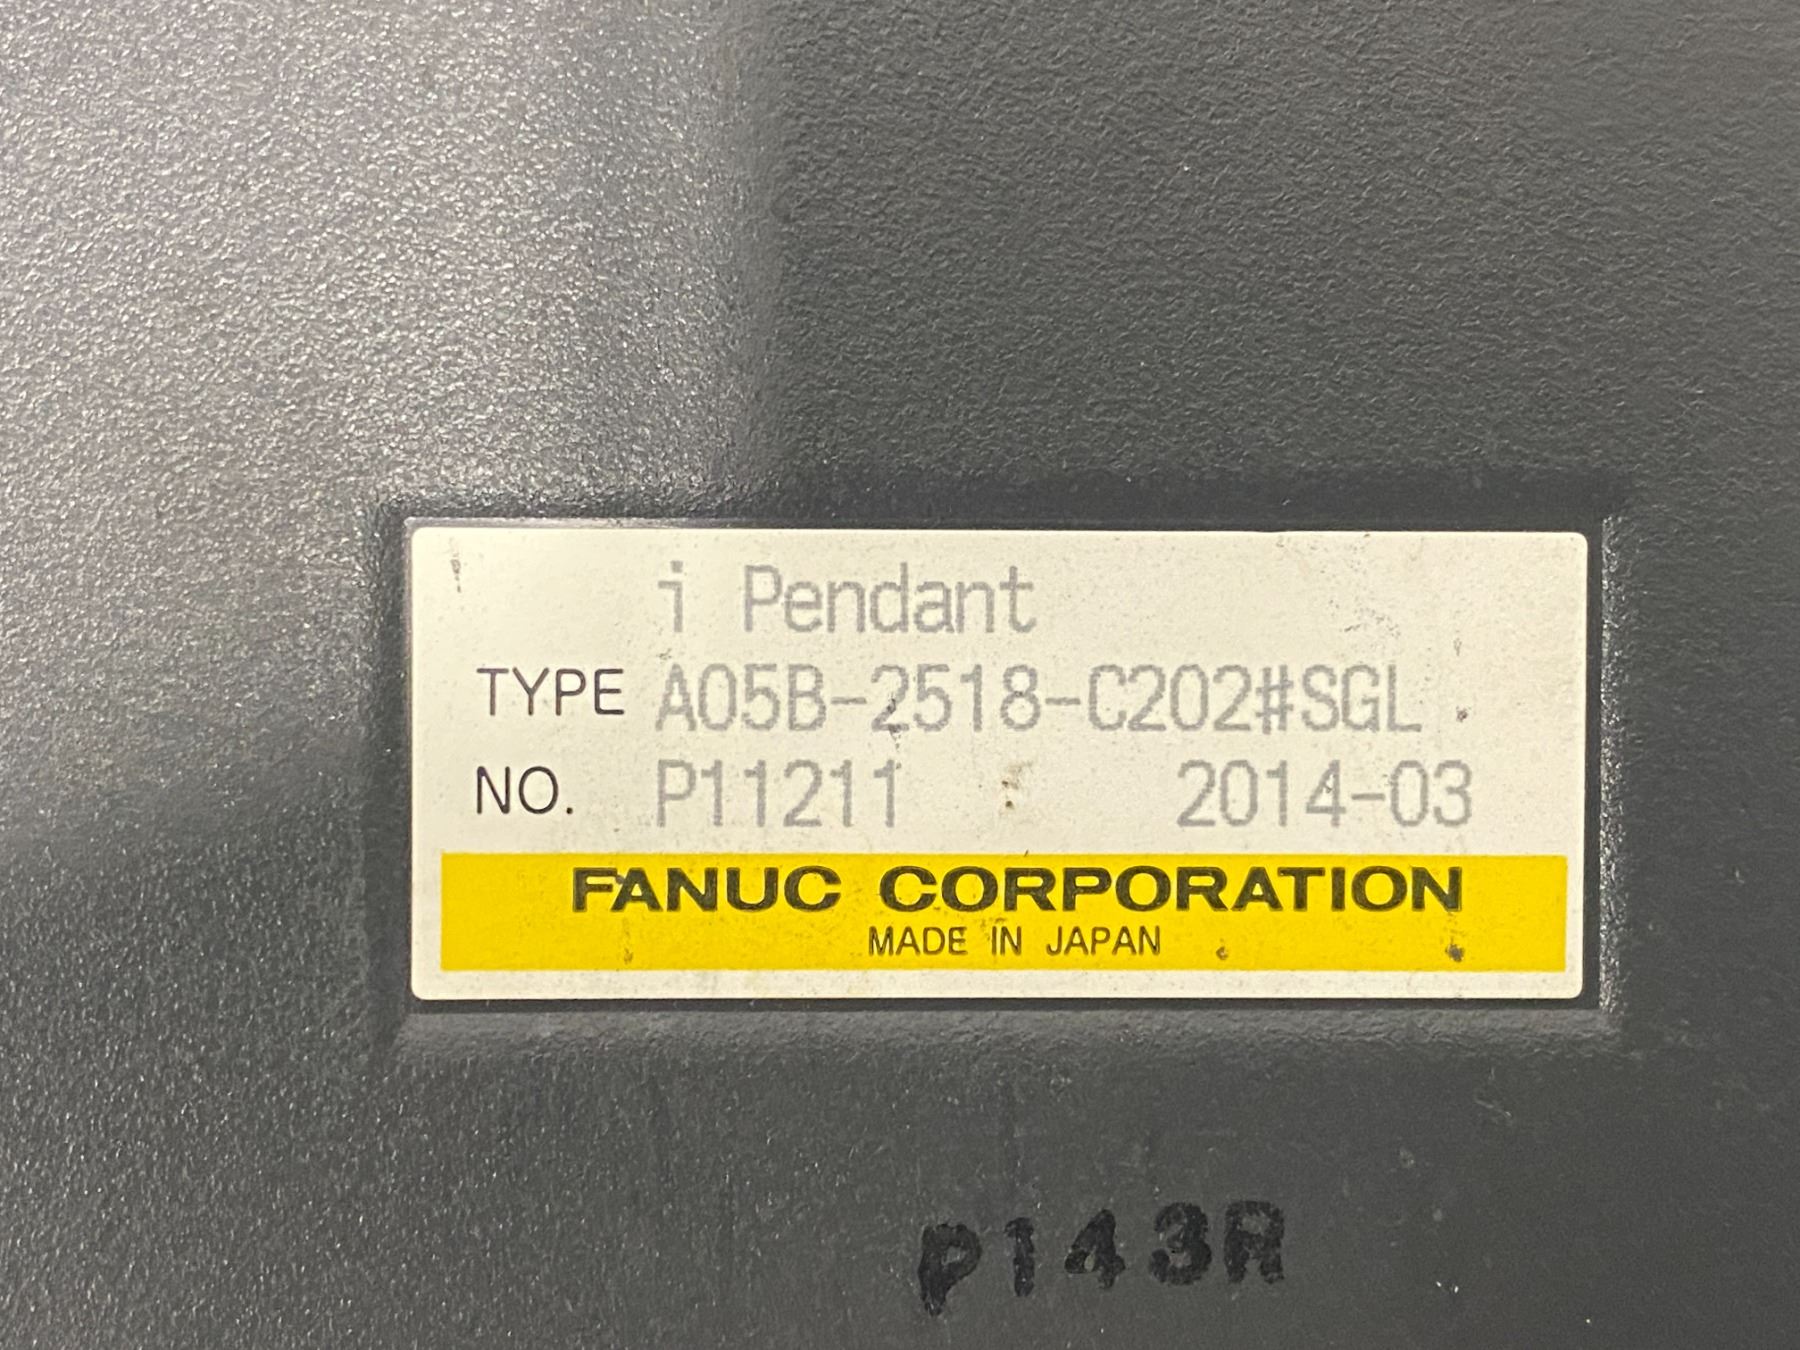 i Pendant
TYPE A05B-2518-C202#SGL
NO. P11211 2014-03
FANUC CORPORATION
MADE IN JAPAN
P143R